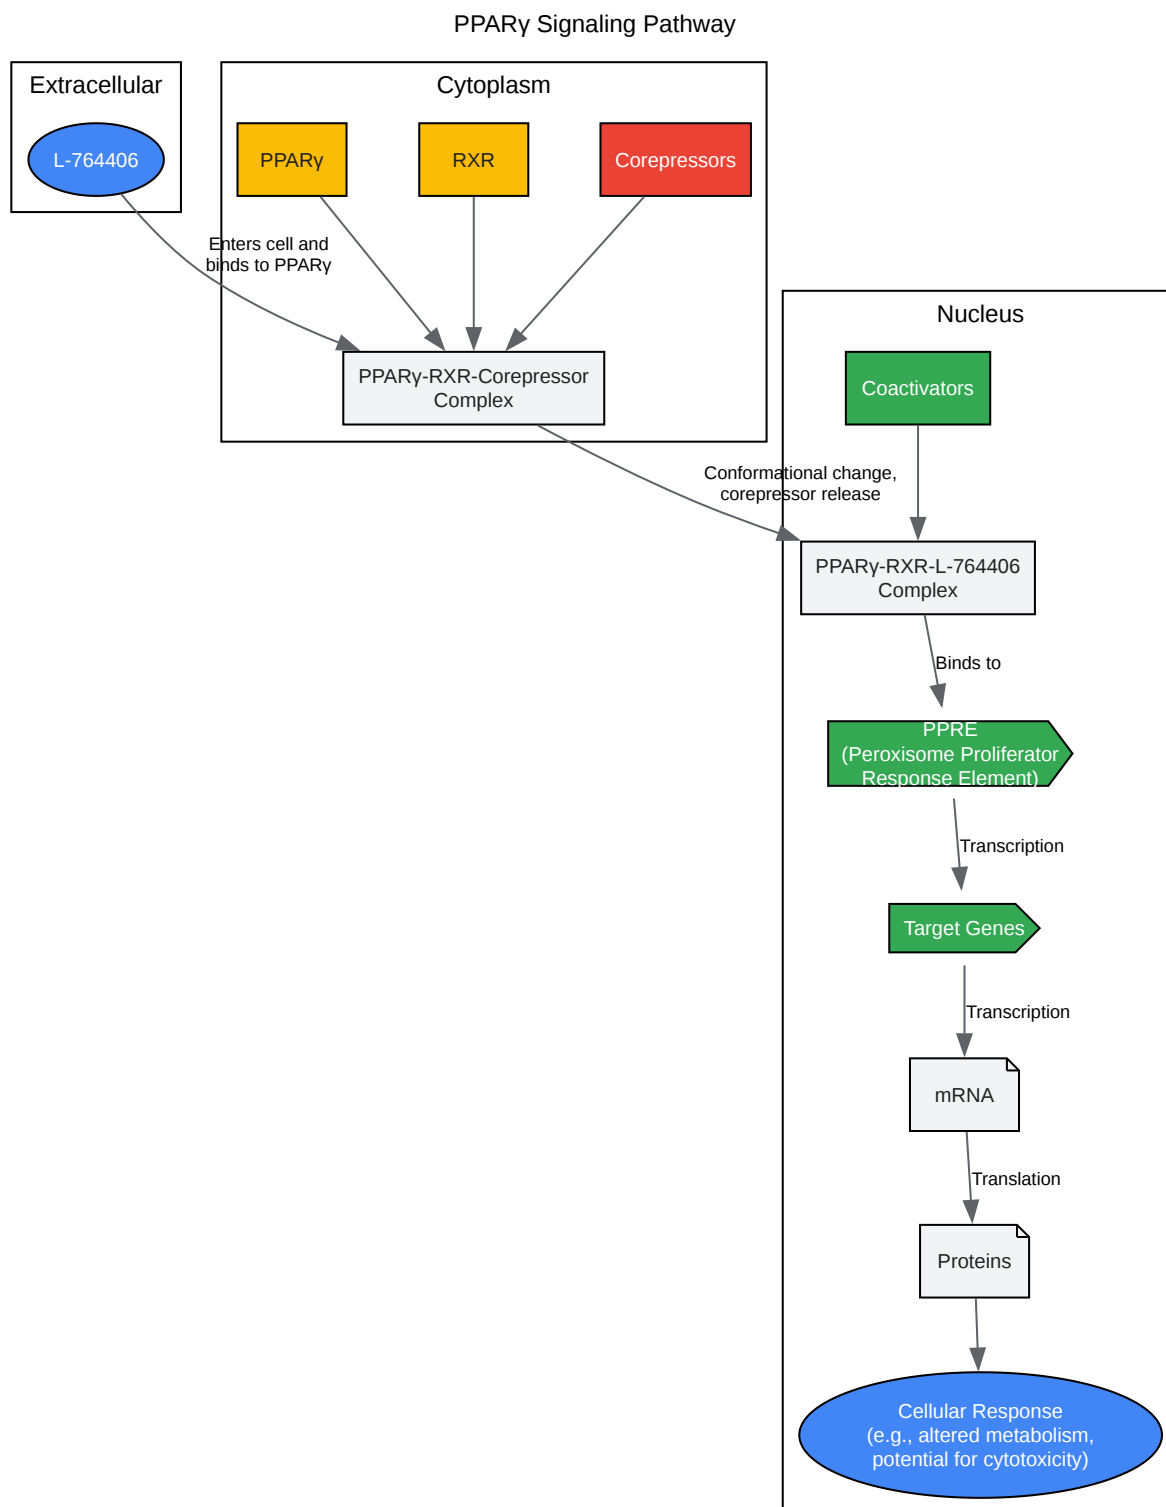 PPARγ Signaling Pathway
Extracellular
Cytoplasm
L-764406
PPARγ
RXR
Corepressors
Enters cell and
binds to PPARγ
Nucleus
PPARγ-RXR-Corepressor
Complex
Coactivators
Conformational change,
corepressor release
PPARγ-RXR-L-764406
Complex
Binds to
PPRE
(Peroxisome Proliferator
Response Element)
Transcription
Target Genes
Transcription
mRNA
Translation
Proteins
Cellular Response
(e.g., altered metabolism,
potential for cytotoxicity)